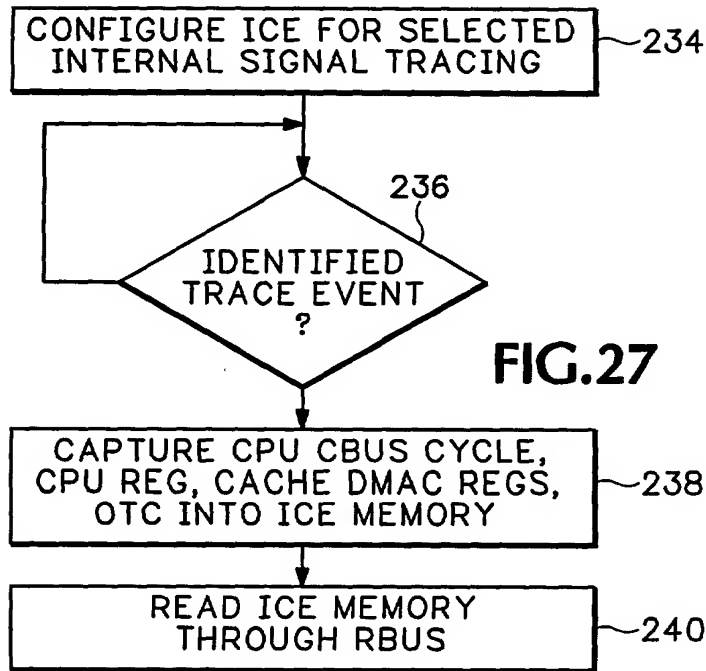 CONFIGURE ICE FOR SELECTED
INTERNAL SIGNAL TRACING
234
236
IDENTIFIED
TRACE EVENT
?
FIG.27
CAPTURE CPU CBUS CYCLE,
CPU REG, CACHE DMAC REGS,
OTC INTO ICE MEMORY
238
READ ICE MEMORY
THROUGH RBUS
240